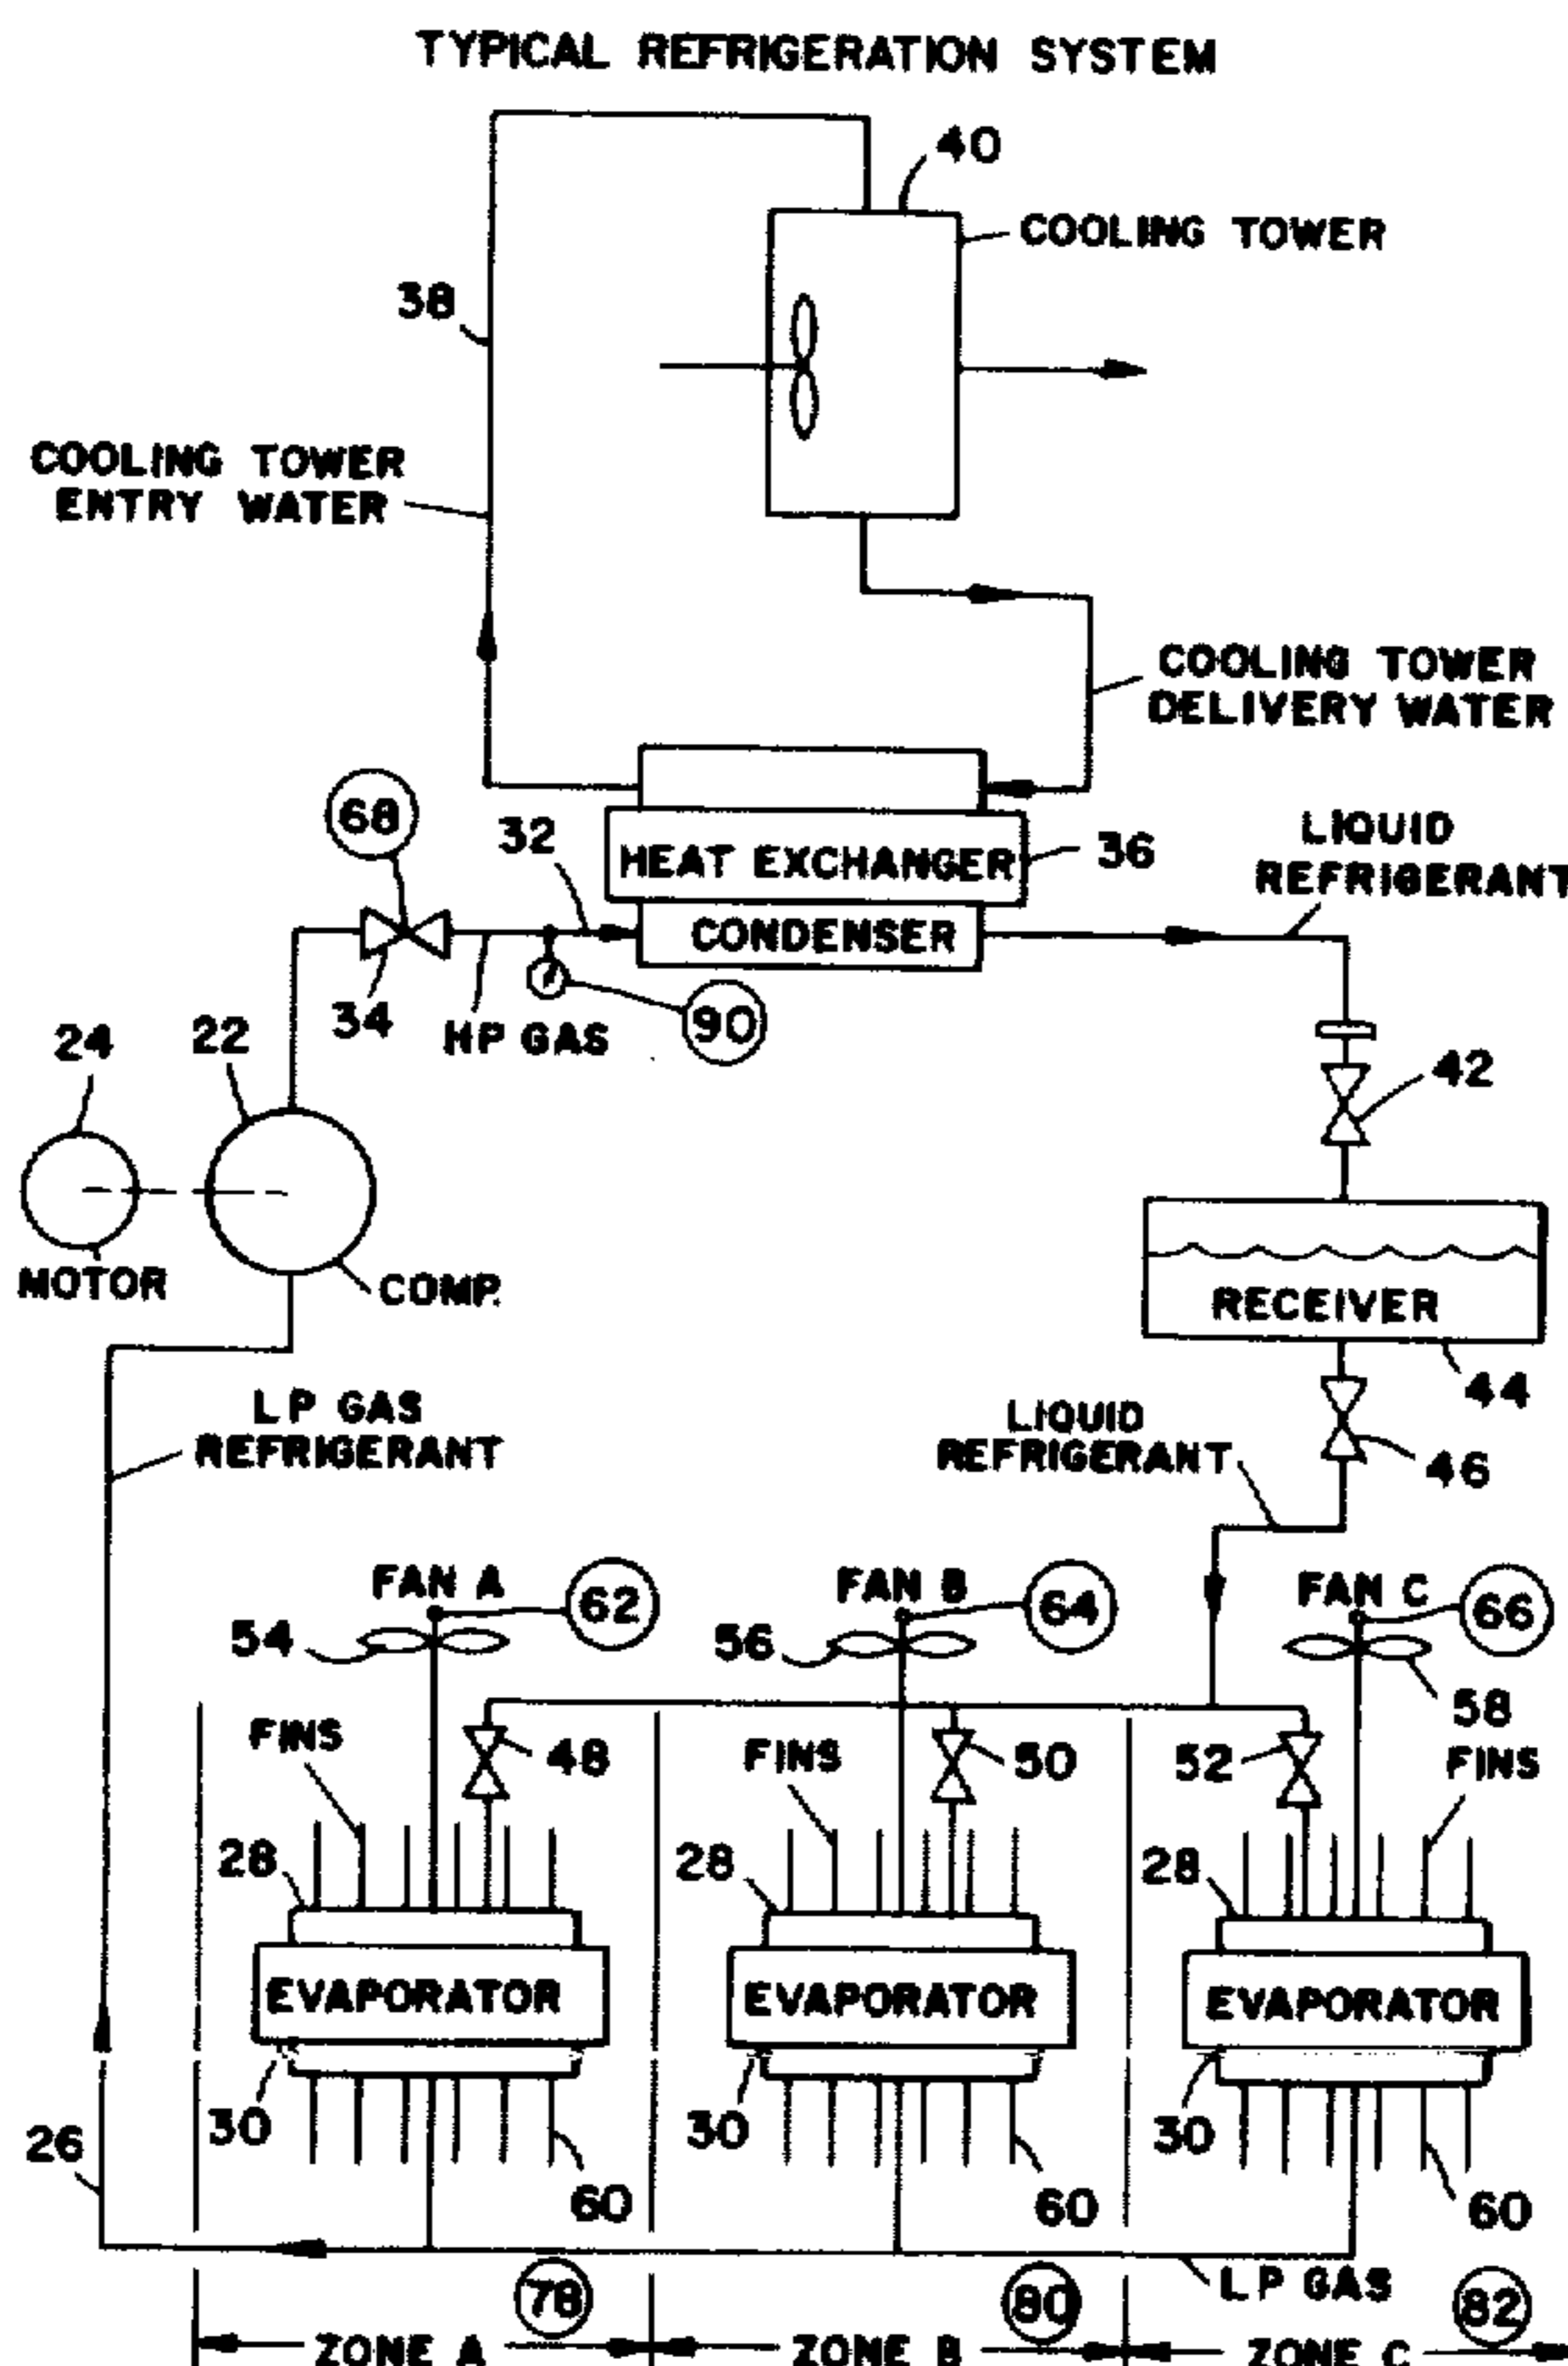 TYPICAL REFRIGERATION SYSTEM
40
COOLING TOWER
38
COOLING TOWER
ENTRY WATER
COOLING TOWER
DELIVERY WATER
68
32
HEAT EXCHANGER
36
LIQUID
REFRIGERANT
CONDENSER
34
HP GAS
90
24
22
42
MOTOR
COMP.
RECEIVER
44
LP GAS
REFRIGERANT
LIQUID
REFRIGERANT
46
FAN A
62
FAN B
64
FAN C
66
54
56
58
FINS
48
FINS
50
52
FINS
28
28
28
EVAPORATOR
EVAPORATOR
EVAPORATOR
30
30
30
26
60
60
60
78
80
LP GAS
82
ZONE A
ZONE B
ZONE C